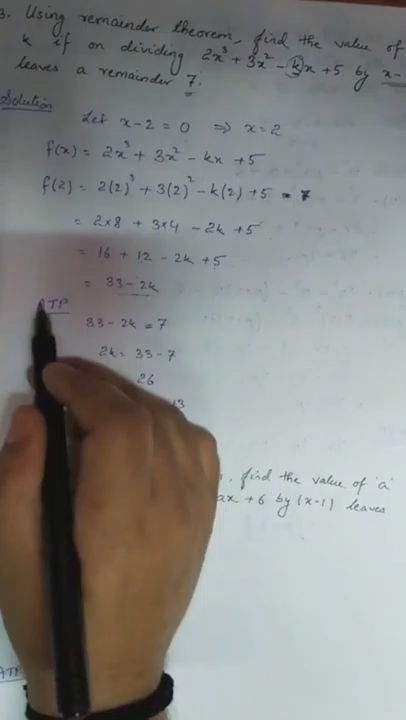 3. Using remainder theorem, find the value of
k if on dividing 2x³ + 3x² - kx + 5 by x-
leaves a remainder 7.
Solution
Let x-2 = 0 ⇒ x = 2
f(x) = 2x³ + 3x² - kx + 5
f(2) = 2(2)³ + 3(2)² - k(2) + 5 = 7
= 2×8 + 3×4 - 2k + 5
= 16 + 12 - 2k + 5
= 33 - 2k
ATP
33 - 2k = 7
2k = 33 - 7
26
13
. find the value of 'a'
ax + 6 by (x-1) leaves
ATP